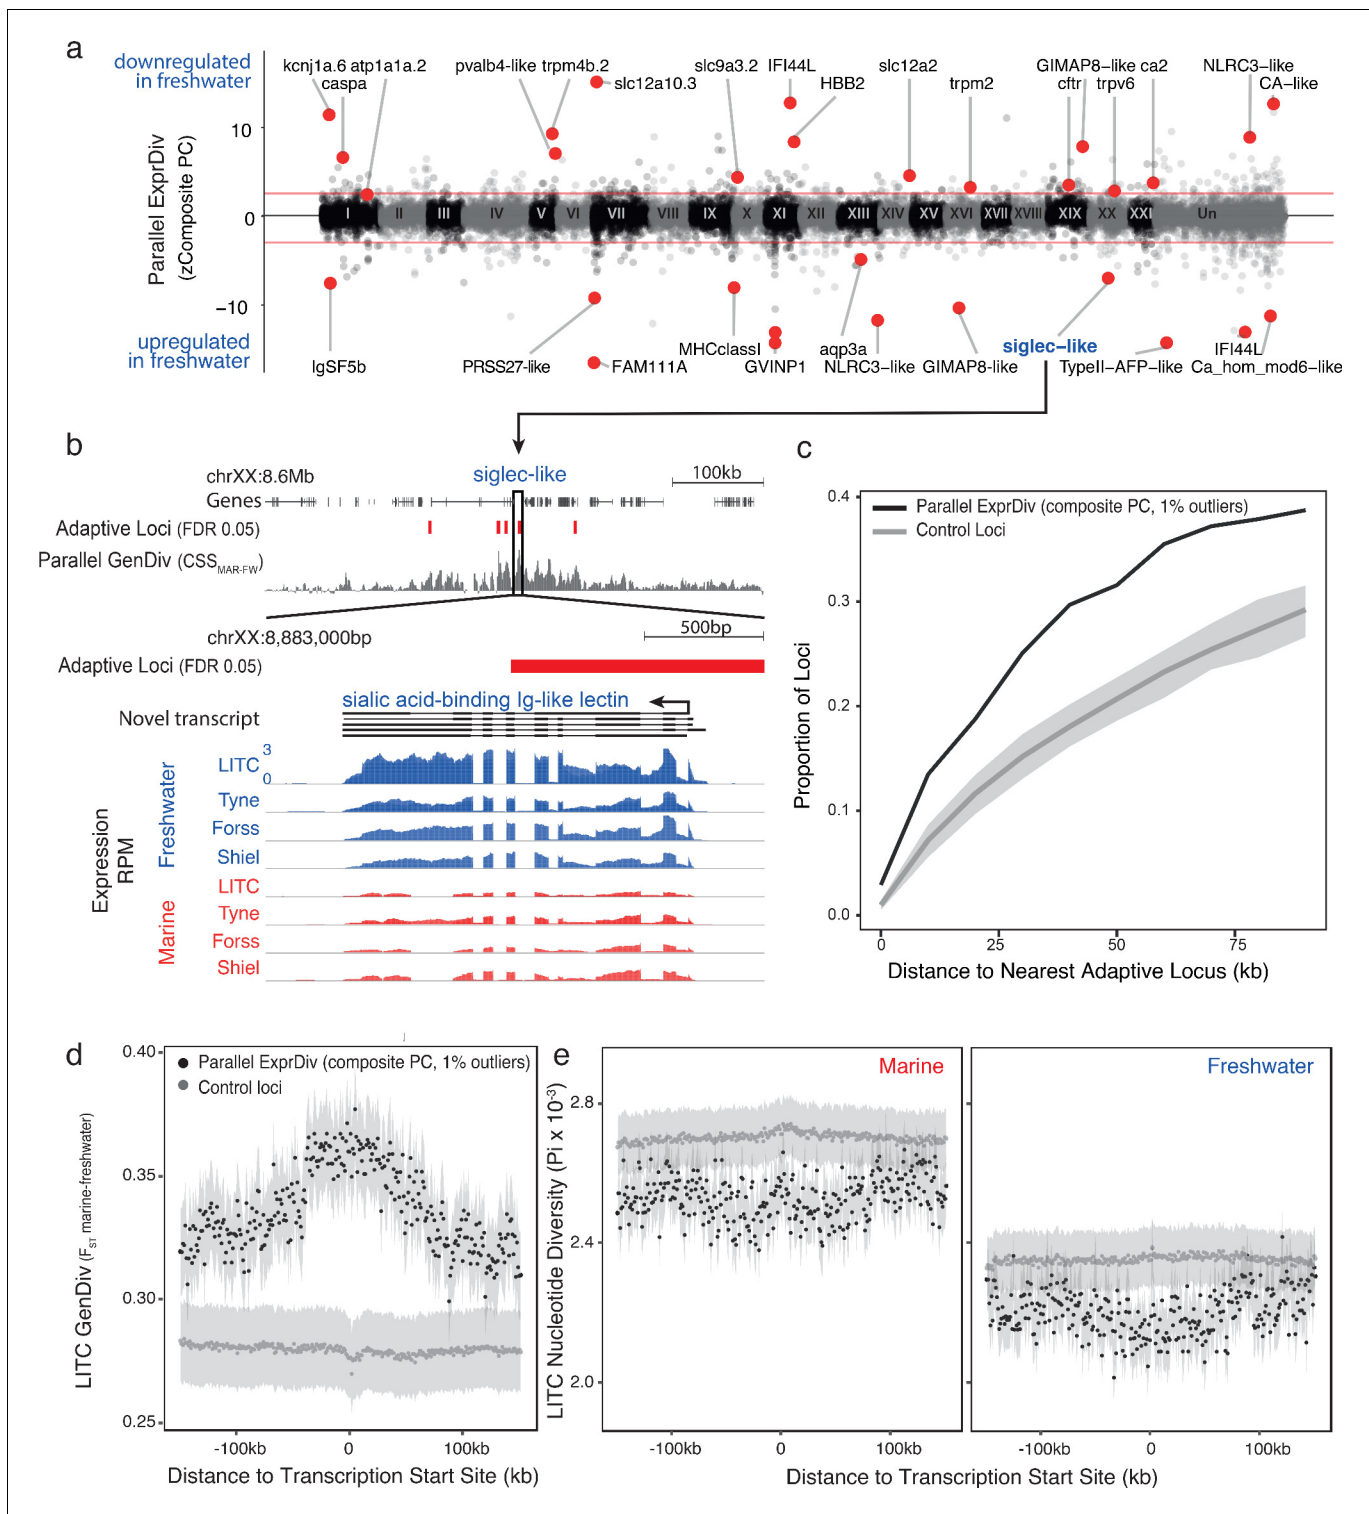 a
downregulated
in freshwater
kcnj1a.6 atp1a1a.2
caspa
pvalb4-like trpm4b.2
slc12a10.3
slc9a3.2
IFI44L
HBB2
slc12a2
trpm2
GIMAP8-like ca2
cftr trpv6
NLRC3-like
CA-like
Parallel ExprDiv
(zComposite PC)
10
0
-10
I II III IV V VI VII VIII IX X XI XII XIII XIV XV XVI XVII XVIII XIX XX XXI Un
upregulated
in freshwater
IgSF5b
PRSS27-like
FAM111A
MHCclassI
GVINP1
aqp3a
NLRC3-like
GIMAP8-like
siglec-like
TypeII-AFP-like
IFI44L
Ca_hom_mod6-like
b
chrXX:8.6Mb
siglec-like
100kb
Genes
Adaptive Loci (FDR 0.05)
Parallel GenDiv (CSS MAR-FW)
chrXX:8,883,000bp
500bp
Adaptive Loci (FDR 0.05)
sialic acid-binding Ig-like lectin
Novel transcript
Expression
RPM
Freshwater
LITC
3
0
Tyne
Forss
Shiel
Marine
LITC
Tyne
Forss
Shiel
c
Parallel ExprDiv (composite PC, 1% outliers)
Control Loci
Proportion of Loci
0.4
0.3
0.2
0.1
0.0
0 25 50 75
Distance to Nearest Adaptive Locus (kb)
d
Parallel ExprDiv (composite PC, 1% outliers)
Control loci
LITC GenDiv (FST marine-freshwater)
0.40
0.35
0.30
0.25
-100kb 0 100kb
Distance to Transcription Start Site (kb)
e
Marine
Freshwater
LITC Nucleotide Diversity (Pi x 10-3)
2.8
2.4
2.0
-100kb 0 100kb
-100kb 0 100kb
Distance to Transcription Start Site (kb)